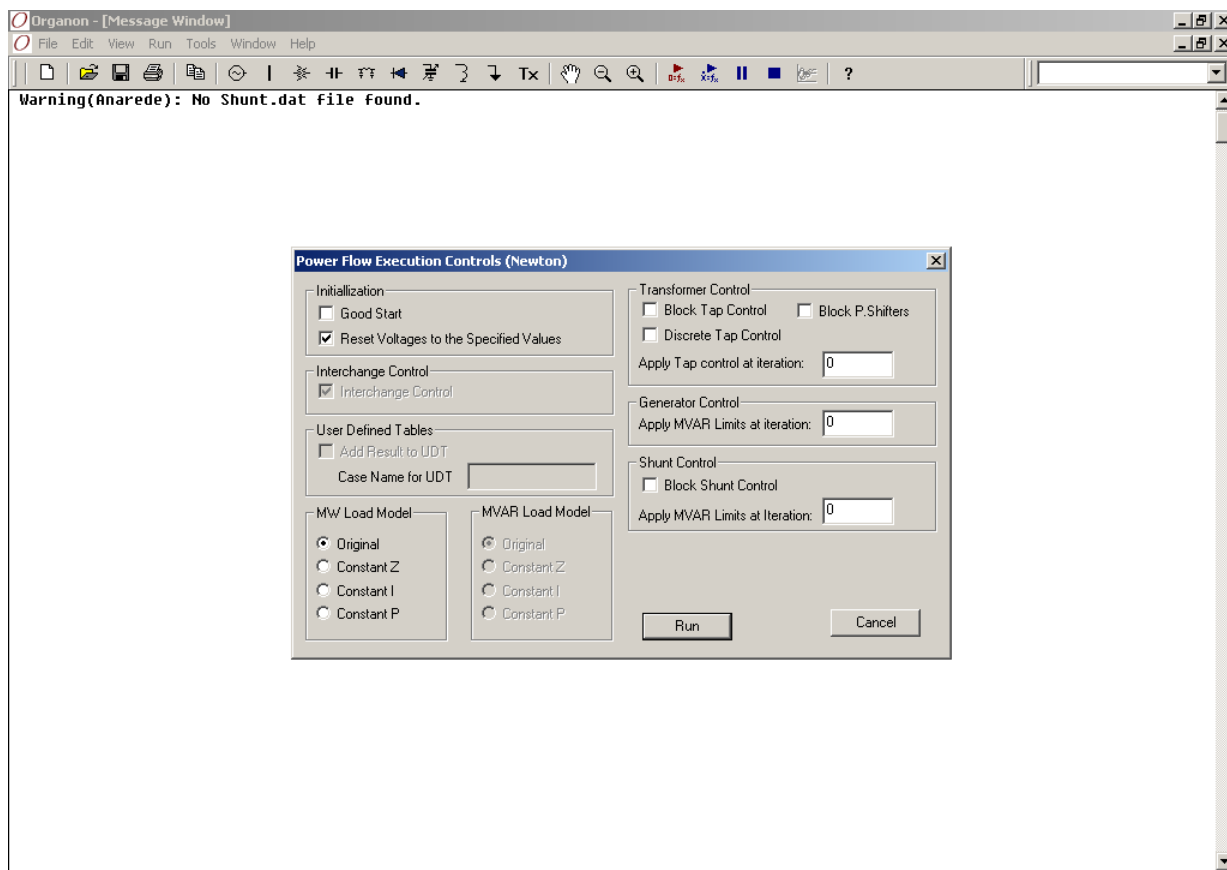 Organon - [Message Window]
File Edit View Run Tools Window Help
Tx ?
Warning(Anarede): No Shunt.dat file found.
Power Flow Execution Controls (Newton)
Initiallization
Good Start
Reset Voltages to the Specified Values
Interchange Control
Interchange Control
User Defined Tables
Add Result to UDT
Case Name for UDT
MW Load Model
Original
Constant Z
Constant I
Constant P
MVAR Load Model
Original
Constant Z
Constant I
Constant P
Transformer Control
Block Tap Control Block P.Shifters
Discrete Tap Control
Apply Tap control at iteration: 0
Generator Control
Apply MVAR Limits at iteration: 0
Shunt Control
Block Shunt Control
Apply MVAR Limits at Iteration: 0
Run Cancel